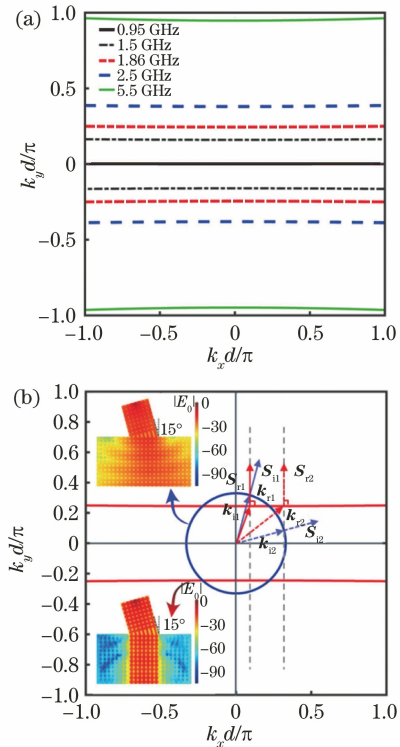 (a)
1.0
0.5
0
−0.5
−1.0
k_y d/π
0.95 GHz
1.5 GHz
1.86 GHz
2.5 GHz
5.5 GHz
−1.0 −0.5 0 0.5 1.0
k_x d/π
(b)
1.0
0.8
0.6
0.4
0.2
0
−0.2
−0.4
−0.6
−0.8
−1.0
k_y d/π
|E_0|
0
−30
−60
−90
15°
S_r1
S_i1
S_r2
k_r1
k_i1
k_r2
k_i2
S_i2
|E_0|
0
−30
−60
−90
15°
−1.0 −0.5 0 0.5 1.0
k_x d/π